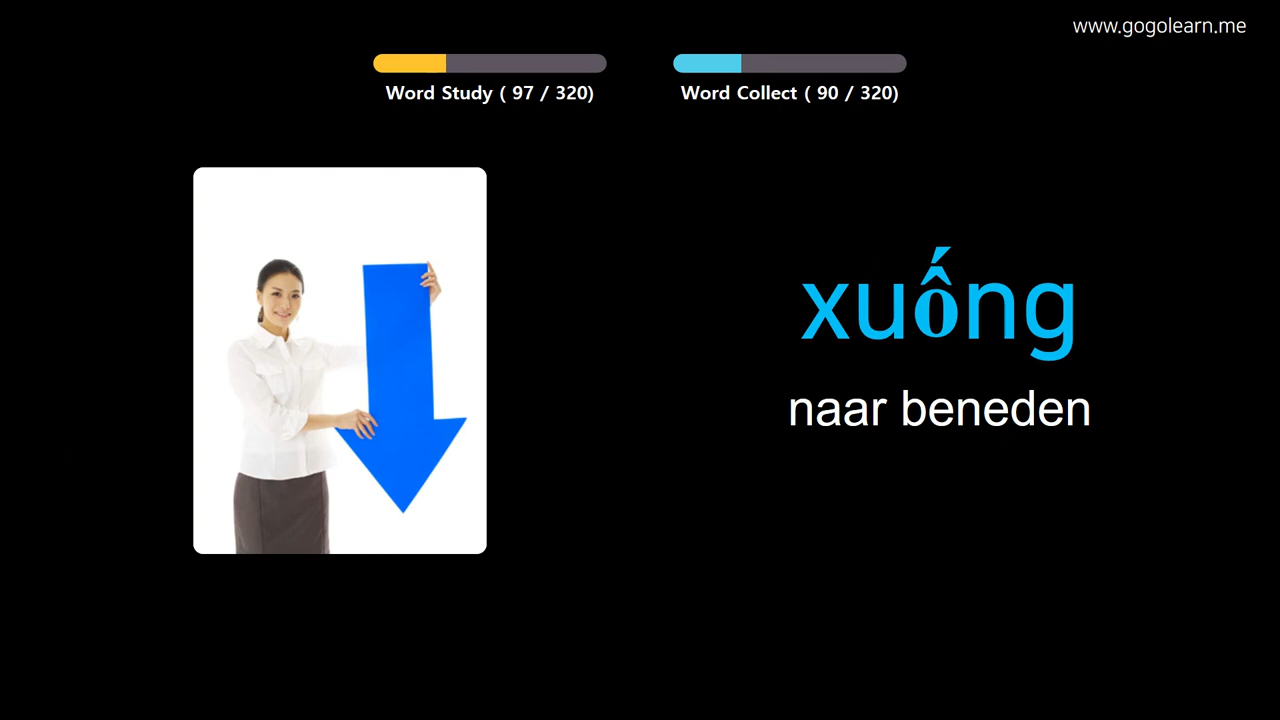 www.gogolearn.me
Word Study ( 97 / 320)
Word Collect ( 90 / 320)
xuống
naar beneden